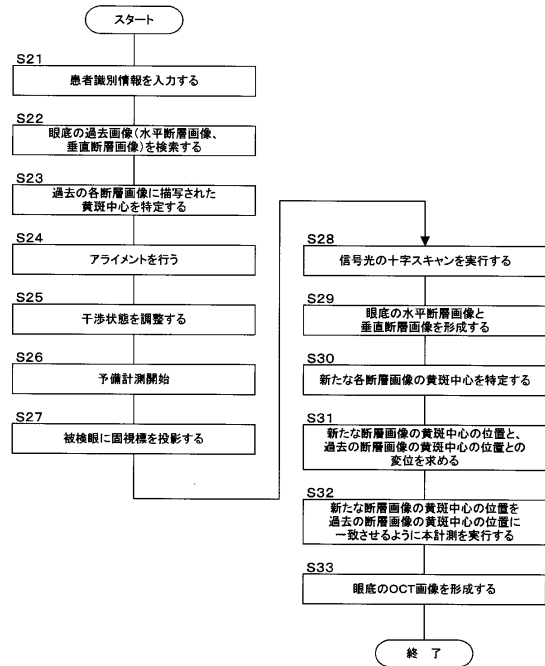 スタート
S21
患者識別情報を入力する
S22
眼底の過去画像(水平断層画像、
垂直断層画像)を検索する
S23
過去の各断層画像に描写された
黄斑中心を特定する
S24
アライメントを行う
S25
干渉状態を調整する
S26
予備計測開始
S27
被検眼に固視標を投影する
S28
信号光の十字スキャンを実行する
S29
眼底の水平断層画像と
垂直断層画像を形成する
S30
新たな各断層画像の黄斑中心を特定する
S31
新たな断層画像の黄斑中心の位置と、
過去の断層画像の黄斑中心の位置との
変位を求める
S32
新たな断層画像の黄斑中心の位置を
過去の断層画像の黄斑中心の位置に
一致させるように本計測を実行する
S33
眼底のOCT画像を形成する
終 了